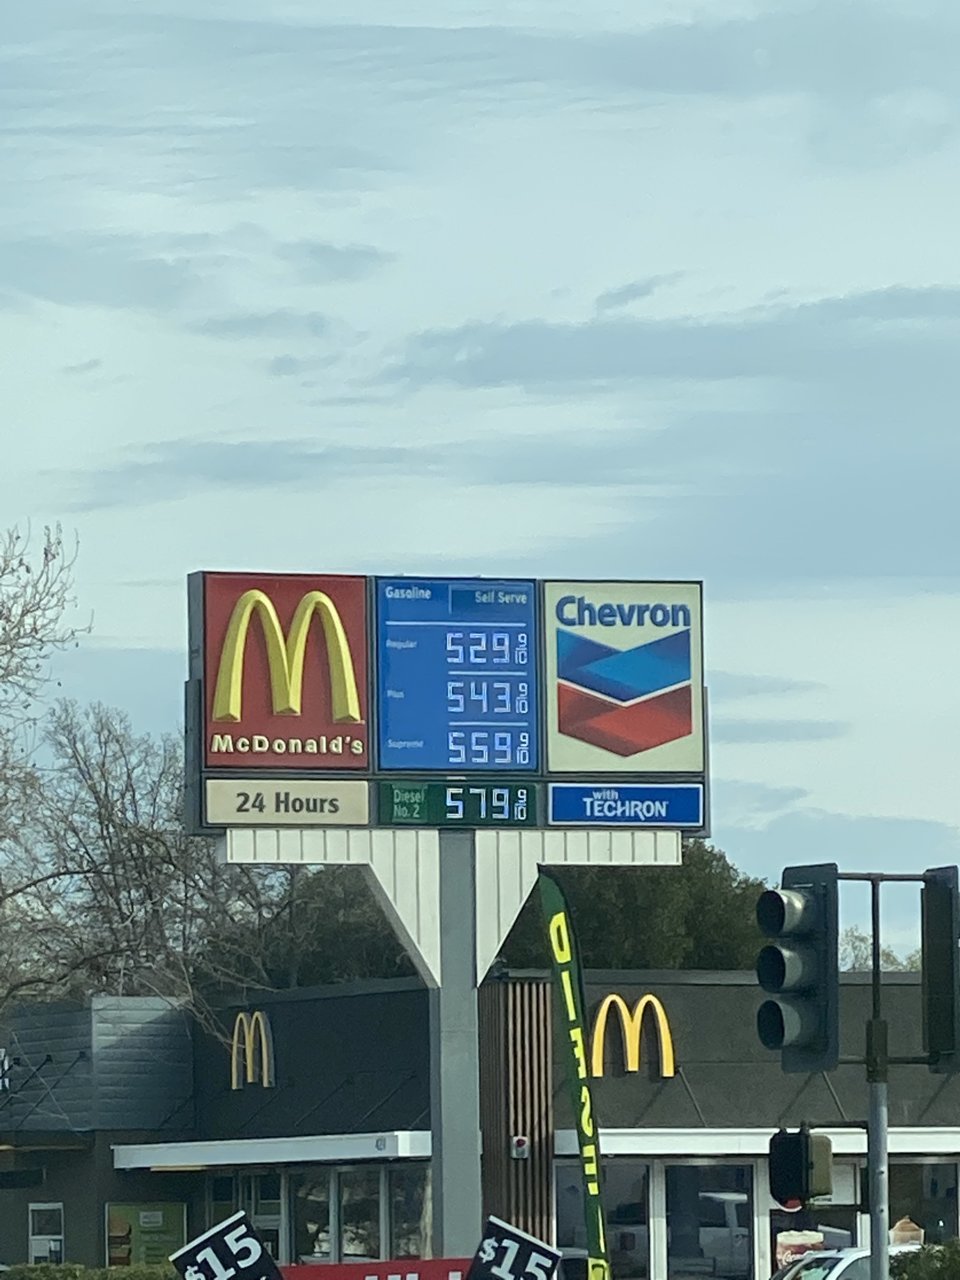 Gasoline Self Serve
Regular 529 9/10
Plus 543 9/10
Supreme 559 9/10
McDonald's
Chevron
24 Hours
Diesel
No. 2
579 9/10
with
TECHRON
DIESEL
$15
$15